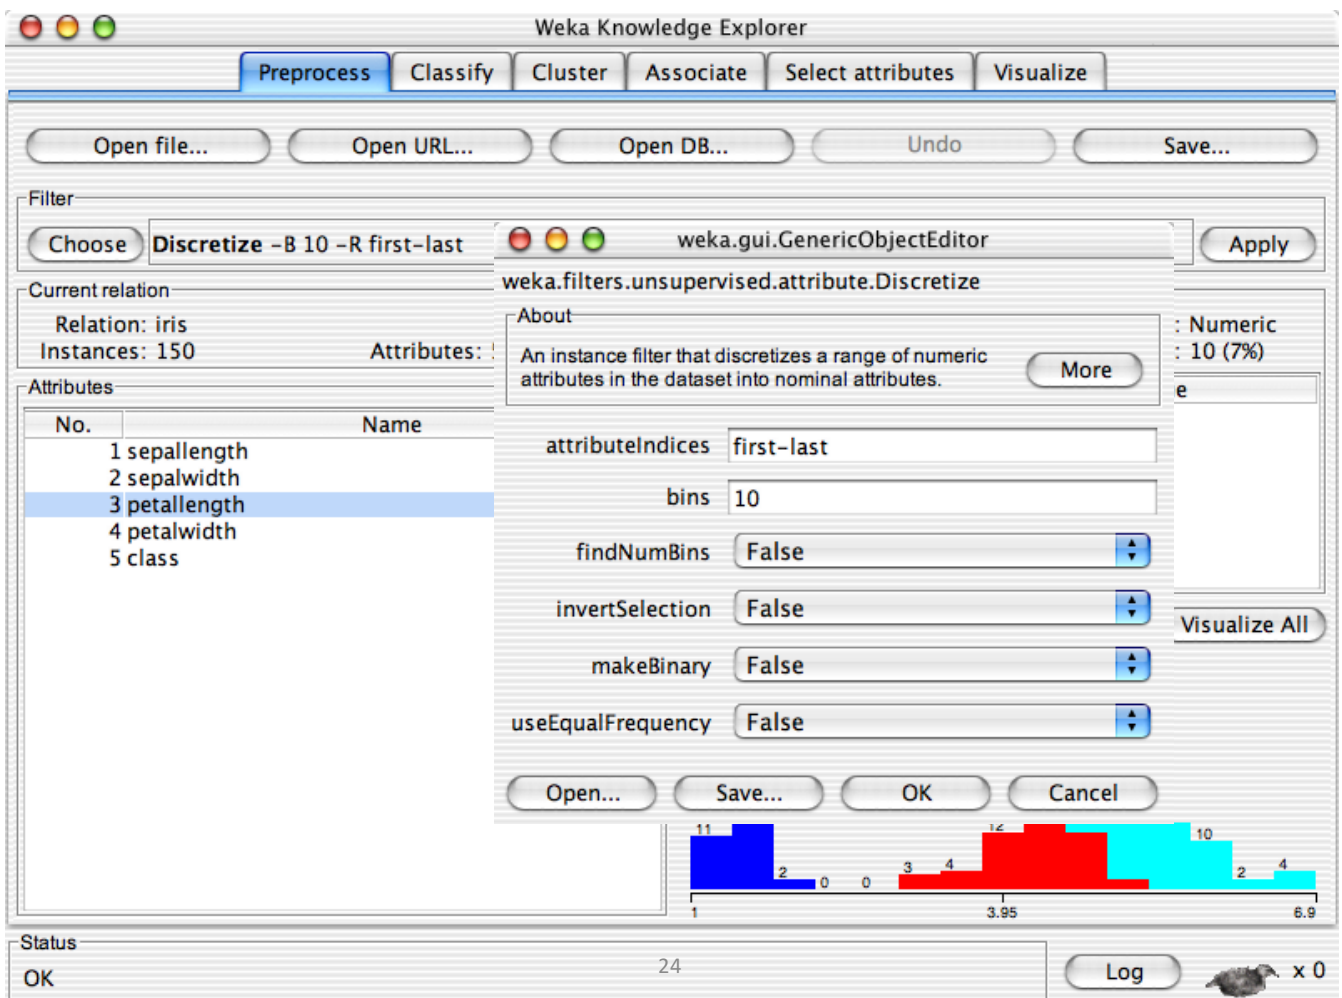 Weka Knowledge Explorer
Preprocess Classify Cluster Associate Select attributes Visualize
Open file... Open URL... Open DB... Undo Save...
Filter
Choose Discretize -B 10 -R first-last Apply
weka.gui.GenericObjectEditor
weka.filters.unsupervised.attribute.Discretize
Current relation
Relation: iris
Instances: 150 Attributes:
: Numeric
: 10 (7%)
e
About
An instance filter that discretizes a range of numeric
attributes in the dataset into nominal attributes.
More
Attributes
No. Name
1 sepallength
2 sepalwidth
3 petallength
4 petalwidth
5 class
attributeIndices first-last
bins 10
findNumBins False
invertSelection False
makeBinary False
useEqualFrequency False
Visualize All
Open... Save... OK Cancel
11 2 0 0 3 4 12 10 2 4
1 3.95 6.9
Status
OK
24
Log x 0